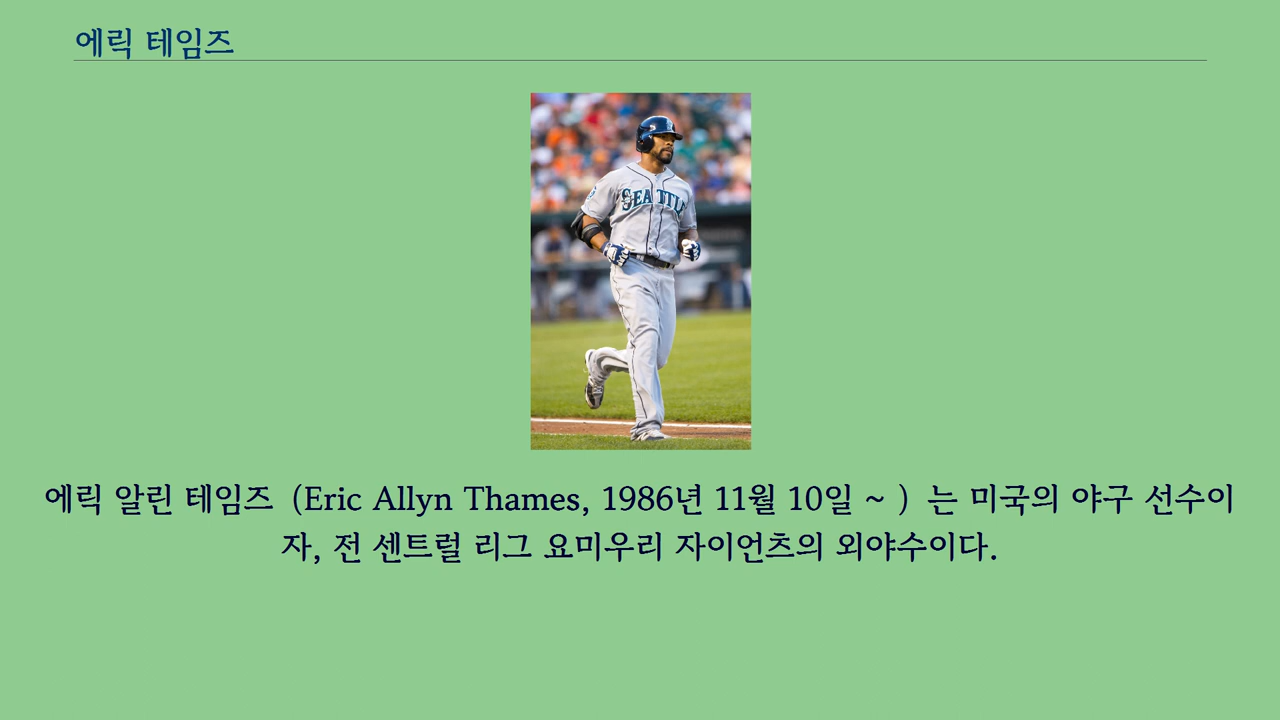 에릭 테임즈
SEATTL
에릭 알린 테임즈 (Eric Allyn Thames, 1986년 11월 10일 ~ ) 는 미국의 야구 선수이
자, 전 센트럴 리그 요미우리 자이언츠의 외야수이다.